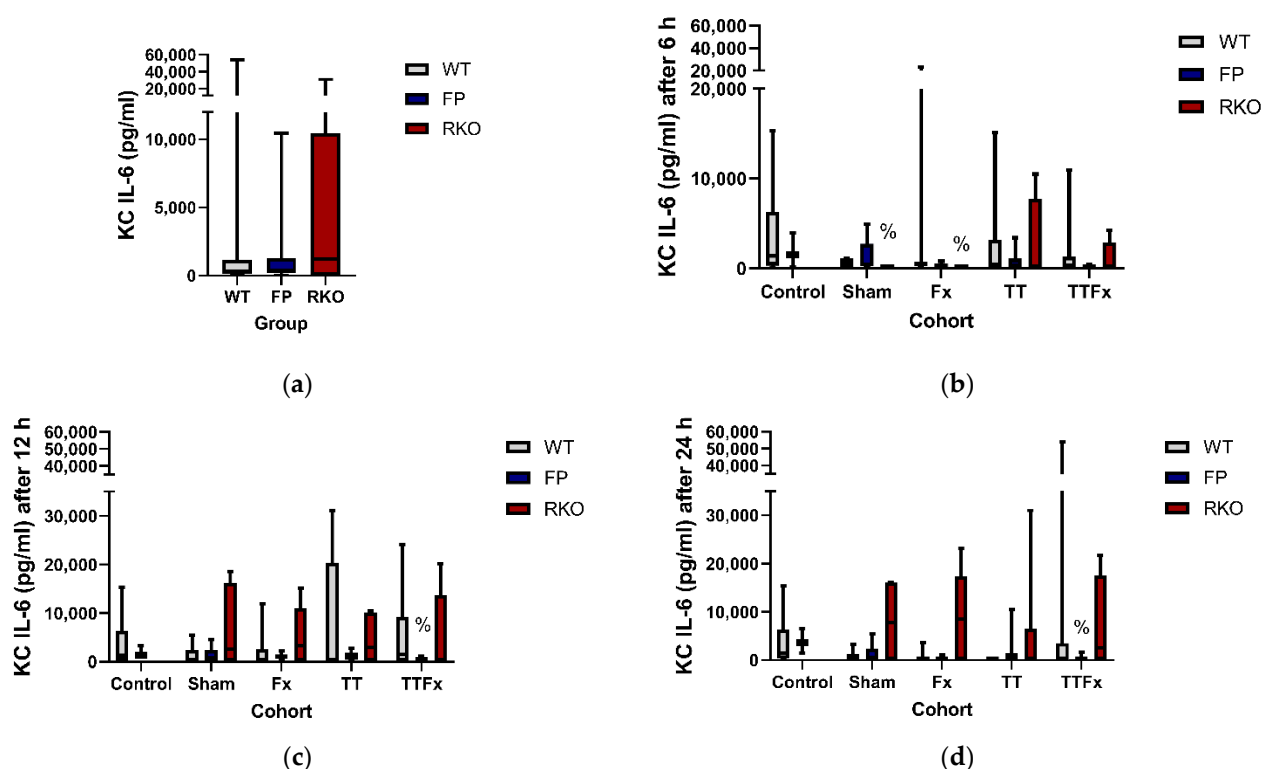 KC IL-6 (pg/ml)
60,000
40,000
20,000
10,000
5,000
0
WT FP RKO
Group
WT
FP
RKO
(a)
KC IL-6 (pg/ml) after 6 h
60,000
40,000
20,000
20,000
10,000
0
% %
Control Sham Fx TT TTFx
Cohort
WT
FP
RKO
(b)
KC IL-6 (pg/ml) after 12 h
60,000
50,000
40,000
30,000
20,000
10,000
0
%
Control Sham Fx TT TTFx
Cohort
WT
FP
RKO
(c)
KC IL-6 (pg/ml) after 24 h
60,000
50,000
40,000
30,000
20,000
10,000
0
%
Control Sham Fx TT TTFx
Cohort
WT
FP
RKO
(d)